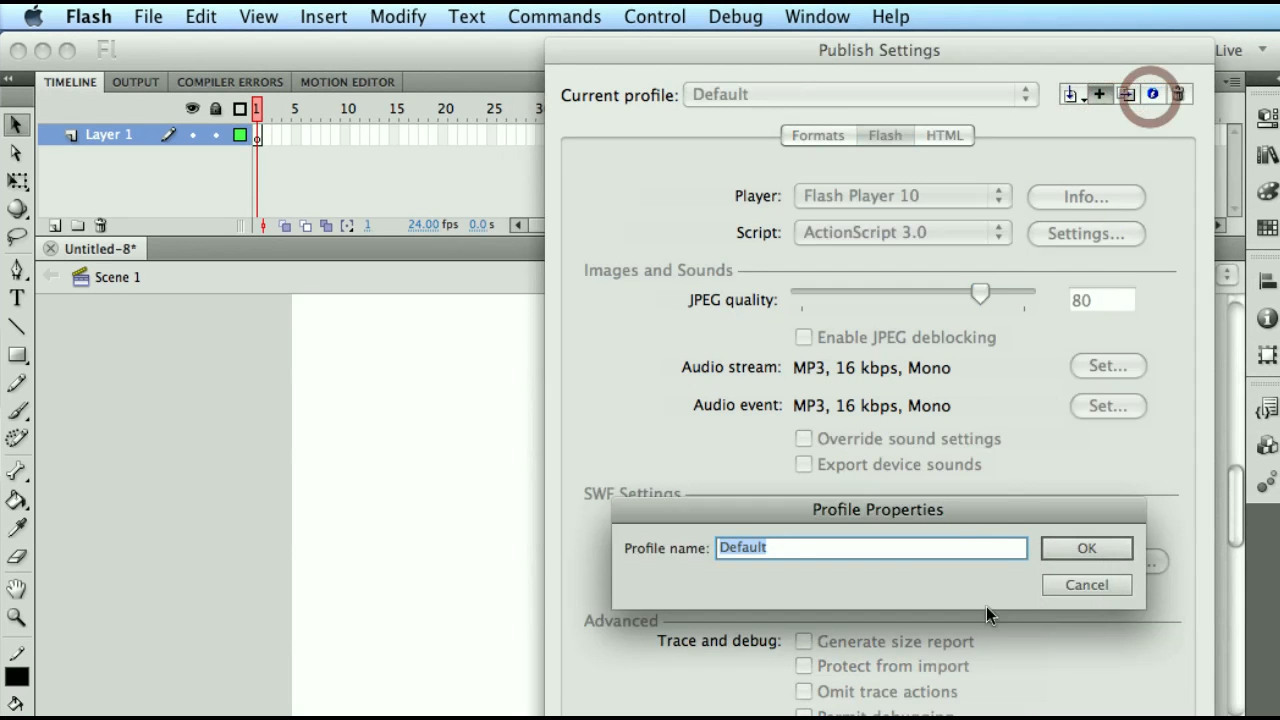 Flash File Edit View Insert Modify Text Commands Control Debug Window Help
Fl Publish Settings Live
TIMELINE OUTPUT COMPILER ERRORS MOTION EDITOR
Current profile: Default
1 5 10 15 20 25
Layer 1
Formats Flash HTML
Player: Flash Player 10 Info...
1 24.00 fps 0.0 s
Script: ActionScript 3.0 Settings...
Untitled-8*
Scene 1
Images and Sounds
JPEG quality: 80
Enable JPEG deblocking
Audio stream: MP3, 16 kbps, Mono Set...
Audio event: MP3, 16 kbps, Mono Set...
Override sound settings
Export device sounds
SWF Settings
Profile Properties
Profile name: Default OK
Cancel
Advanced
Trace and debug: Generate size report
Protect from import
Omit trace actions
Permit debugging